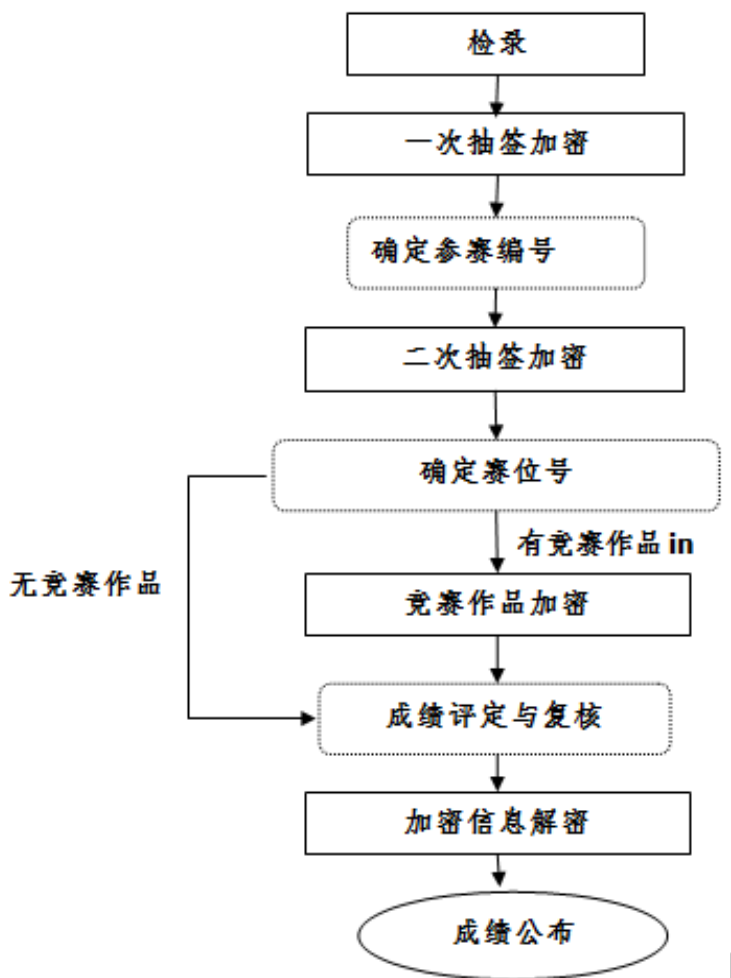 检录
一次抽签加密
确定参赛编号
二次抽签加密
确定赛位号
有竞赛作品 in
无竞赛作品
竞赛作品加密
成绩评定与复核
加密信息解密
成绩公布